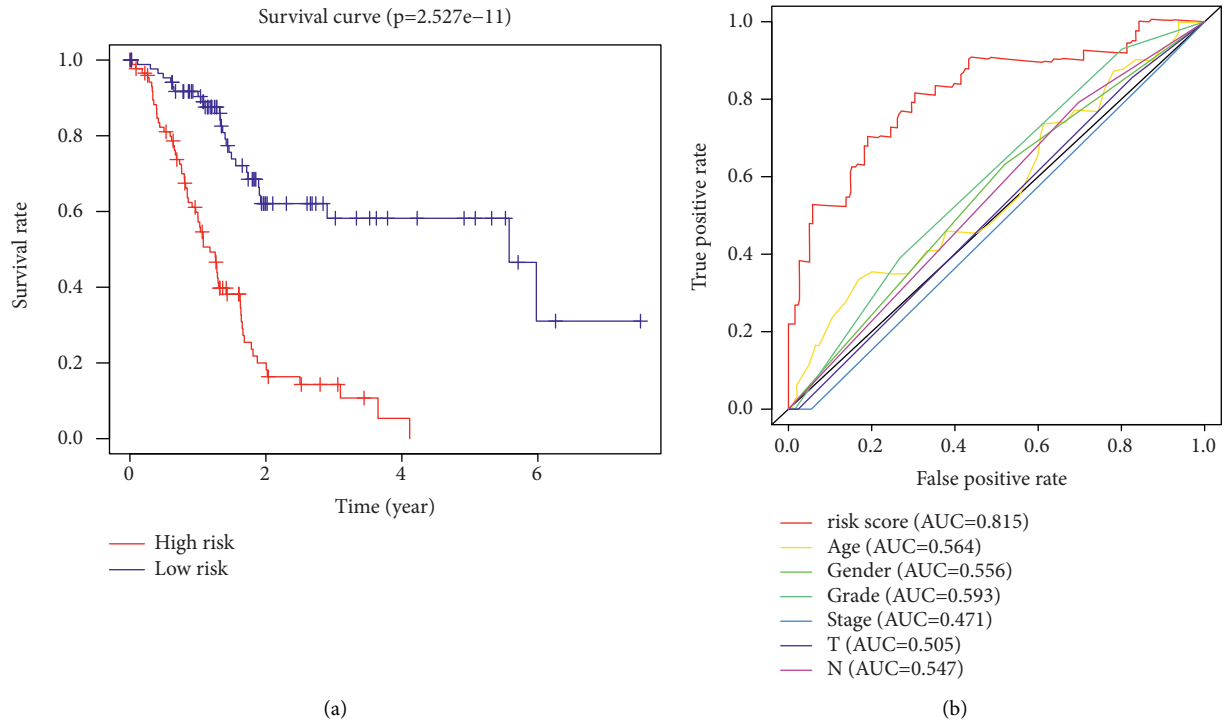 Survival curve (p=2.527e−11)
Survival rate
1.0
0.8
0.6
0.4
0.2
0.0
0
2
4
6
Time (year)
High risk
Low risk
(a)
True positive rate
1.0
0.8
0.6
0.4
0.2
0.0
0.0
0.2
0.4
0.6
0.8
1.0
False positive rate
risk score (AUC=0.815)
Age (AUC=0.564)
Gender (AUC=0.556)
Grade (AUC=0.593)
Stage (AUC=0.471)
T (AUC=0.505)
N (AUC=0.547)
(b)